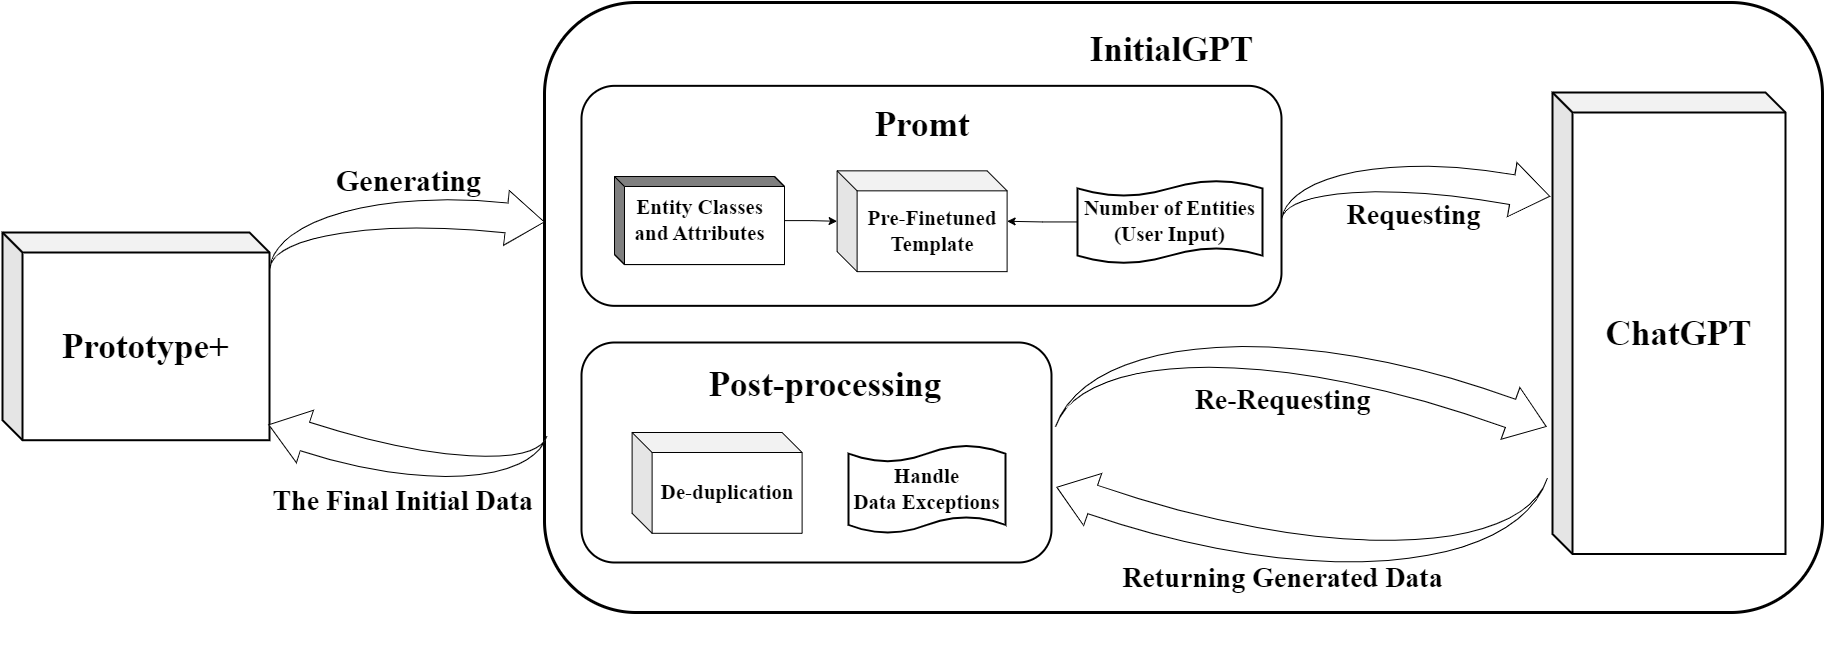 InitialGPT
Promt
Generating
Entity Classes
and Attributes
Pre-Finetuned
Template
Number of Entities
(User Input)
Requesting
Prototype+
ChatGPT
Post-processing
Re-Requesting
De-duplication
Handle
Data Exceptions
The Final Initial Data
Returning Generated Data